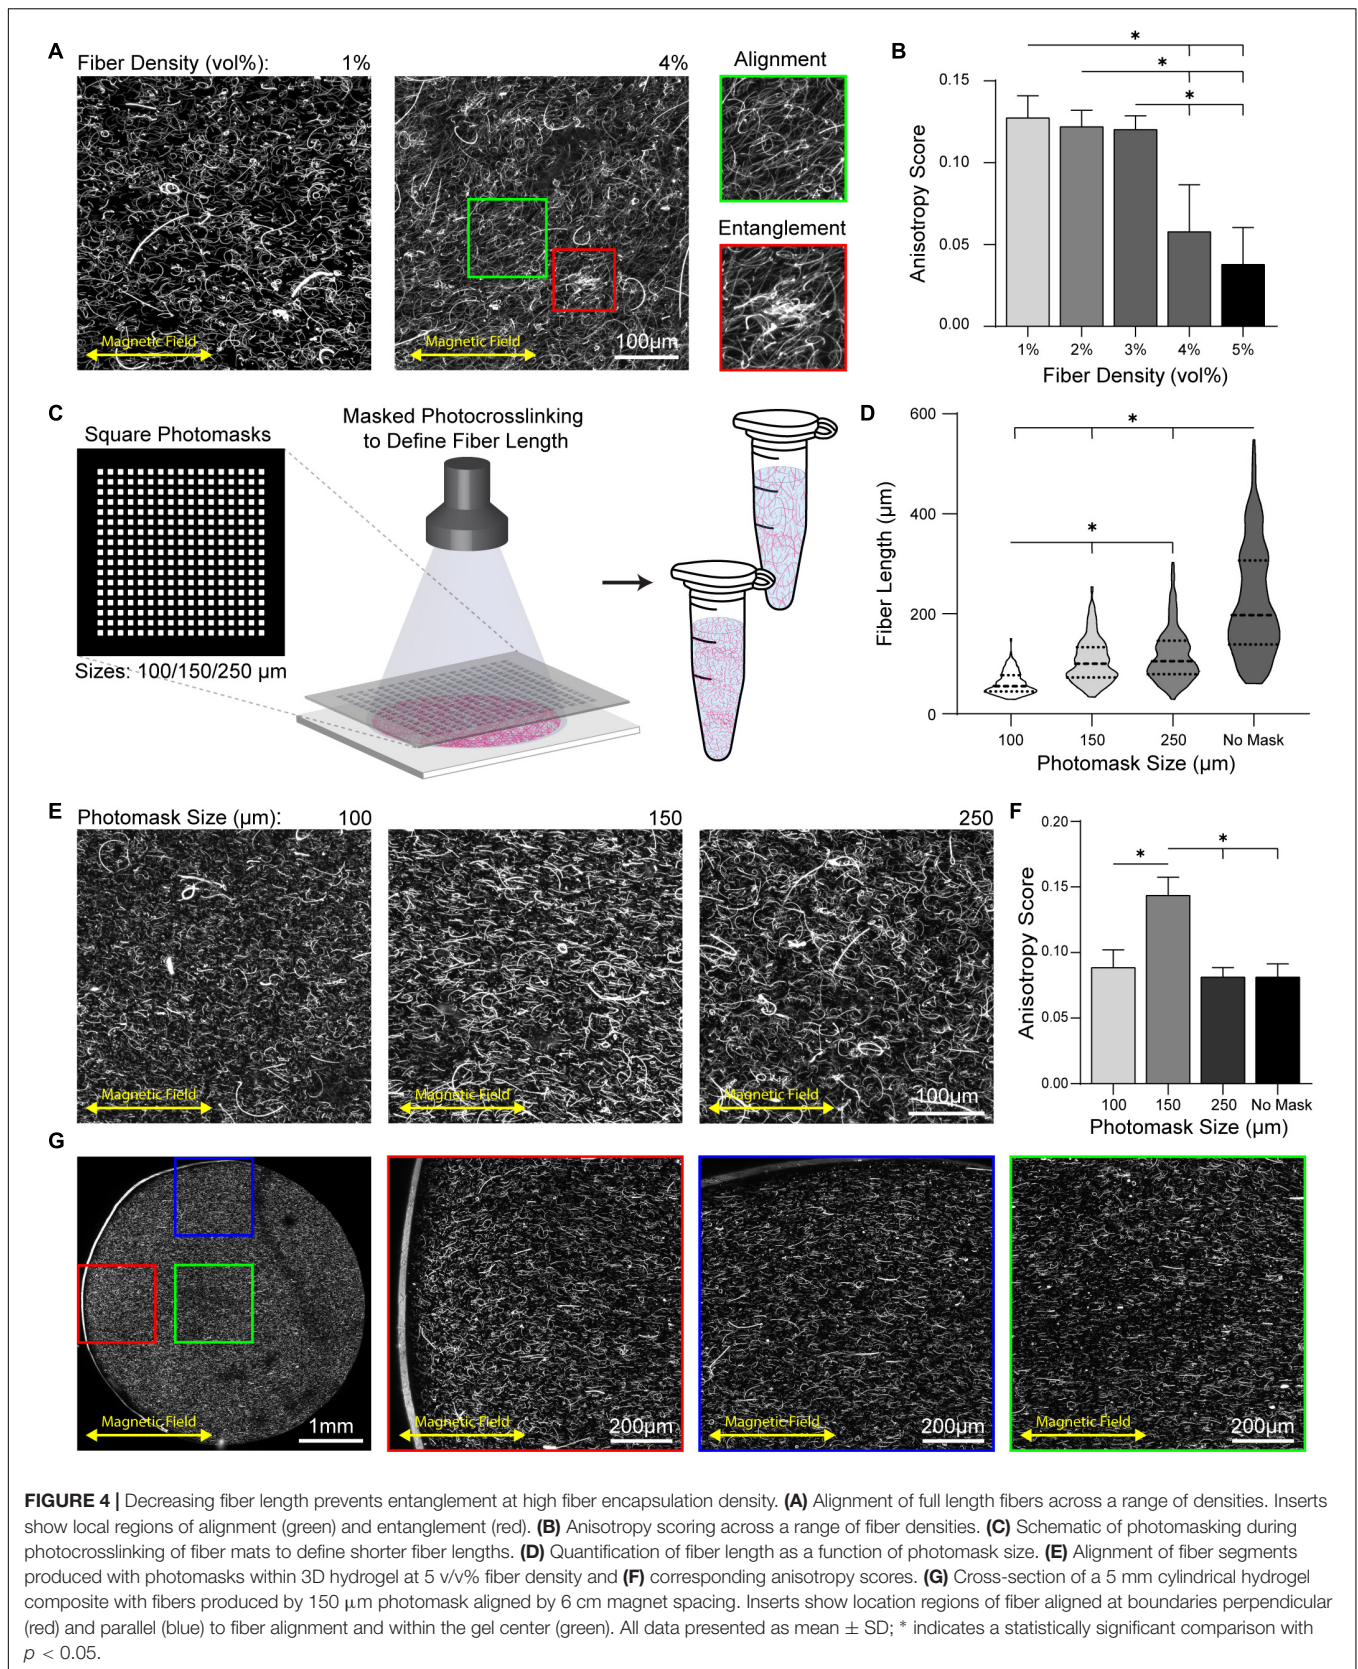 A
Fiber Density (vol%): 1%
4%
Magnetic Field
Magnetic Field
100µm
Alignment
Entanglement
B
Anisotropy Score
0.15
0.10
0.05
0.00
*
*
*
1% 2% 3% 4% 5%
Fiber Density (vol%)
C
Square Photomasks
Sizes: 100/150/250 µm
Masked Photocrosslinking
to Define Fiber Length
D
Fiber Length (µm)
600
400
200
0
*
*
100 150 250 No Mask
Photomask Size (µm)
E
Photomask Size (µm): 100
150
250
Magnetic Field
Magnetic Field
Magnetic Field
100µm
F
Anisotropy Score
0.20
0.15
0.10
0.05
0.00
*
*
100 150 250 No Mask
Photomask Size (µm)
G
Magnetic Field
1mm
Magnetic Field
200µm
Magnetic Field
200µm
Magnetic Field
200µm
FIGURE 4 | Decreasing fiber length prevents entanglement at high fiber encapsulation density. (A) Alignment of full length fibers across a range of densities. Inserts
show local regions of alignment (green) and entanglement (red). (B) Anisotropy scoring across a range of fiber densities. (C) Schematic of photomasking during
photocrosslinking of fiber mats to define shorter fiber lengths. (D) Quantification of fiber length as a function of photomask size. (E) Alignment of fiber segments
produced with photomasks within 3D hydrogel at 5 v/v% fiber density and (F) corresponding anisotropy scores. (G) Cross-section of a 5 mm cylindrical hydrogel
composite with fibers produced by 150 µm photomask aligned by 6 cm magnet spacing. Inserts show location regions of fiber aligned at boundaries perpendicular
(red) and parallel (blue) to fiber alignment and within the gel center (green). All data presented as mean ± SD; * indicates a statistically significant comparison with
p < 0.05.